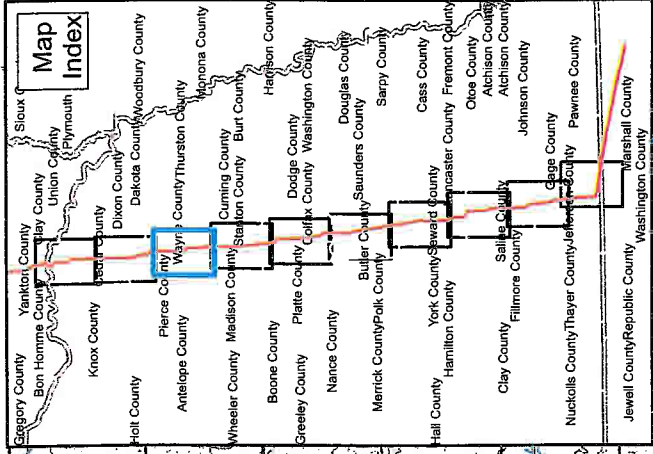 Map
Index
Gregory County
Yankton County
Clay County
Union County
Plymouth
Sioux C
Bon Homme County
Knox County
Cedar County
Dixon County
Dakota County
Woodbury County
Holt County
Pierce County
Wayne County
Thurston County
Monona County
Antelope County
Madison County
Stanton County
Cuming County
Burt County
Harrison County
Wheeler County
Boone County
Platte County
Colfax County
Dodge County
Washington County
Greeley County
Nance County
Butler County
Saunders County
Douglas County
Sarpy County
Merrick County
Polk County
York County
Seward County
Cass County
Hall County
Hamilton County
ncaster County
Fremont County
Otoe County
Atchison County
Atchison County
Clay County
Fillmore County
Saline County
Gage County
Johnson County
Nuckolls County
Thayer County
Jefferson County
Pawnee County
Jewell County
Republic County
Washington County
Marshall County